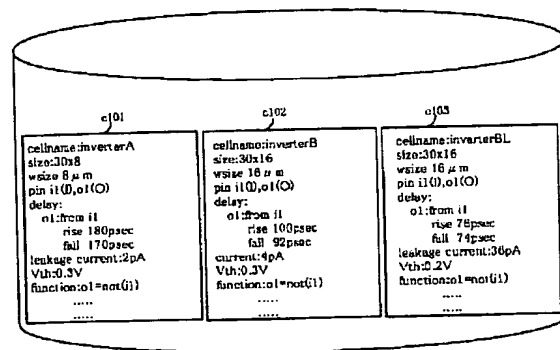 c101
c102
c103
cellname:inverterA
size:30x8
wsize 8μm
pin i1(I),o1(O)
delay:
o1:from i1
rise 180psec
fall 170psec
leakage current:2pA
Vth:0.3V
function:o1=not(i1)
.....
.....
cellname:inverterB
size:30x16
wsize 16μm
pin i1(I),o1(O)
delay:
o1:from i1
rise 100psec
fall 92psec
current:4pA
Vth:0.3V
function:o1=not(i1)
.....
.....
cellname:inverterBL
size:30x16
wsize 16μm
pin i1(I),o1(O)
delay:
o1:from i1
rise 78psec
fall 74psec
leakage current:36pA
Vth:0.2V
function:o1=not(i1)
.....
.....